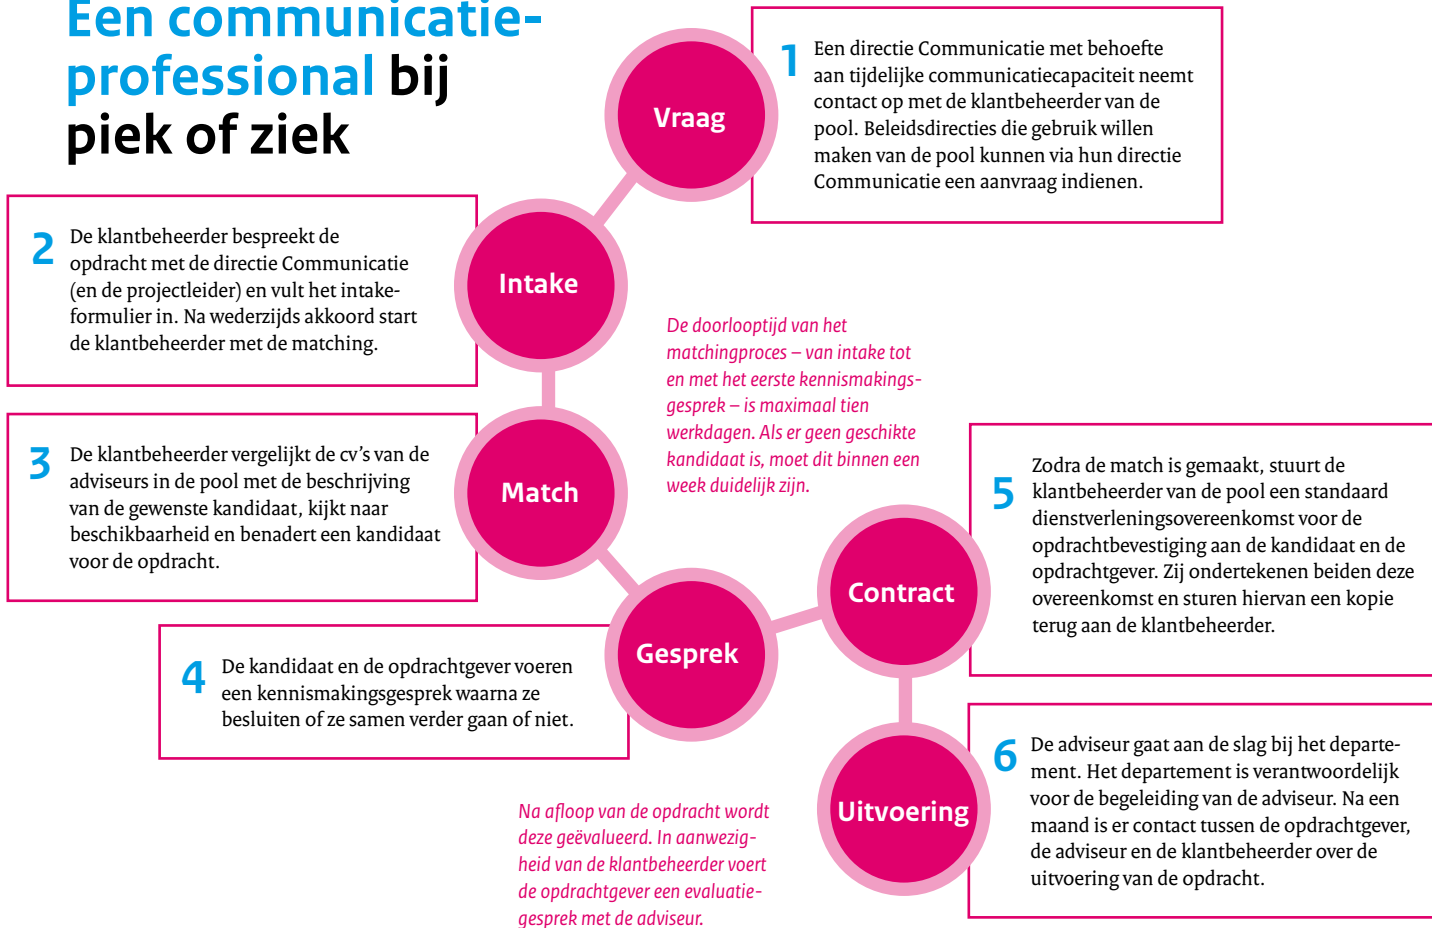 Een communicatie-
professional bij
piek of ziek
Vraag
1
Een directie Communicatie met behoefte
aan tijdelijke communicatiecapaciteit neemt
contact op met de klantbeheerder van de
pool. Beleidsdirecties die gebruik willen
maken van de pool kunnen via hun directie
Communicatie een aanvraag indienen.
Intake
2
De klantbeheerder bespreekt de
opdracht met de directie Communicatie
(en de projectleider) en vult het intake-
formulier in. Na wederzijds akkoord start
de klantbeheerder met de matching.
De doorlooptijd van het
matchingproces – van intake tot
en met het eerste kennismakings-
gesprek – is maximaal tien
werkdagen. Als er geen geschikte
kandidaat is, moet dit binnen een
week duidelijk zijn.
Match
3
De klantbeheerder vergelijkt de cv's van de
adviseurs in de pool met de beschrijving
van de gewenste kandidaat, kijkt naar
beschikbaarheid en benadert een kandidaat
voor de opdracht.
Gesprek
4
De kandidaat en de opdrachtgever voeren
een kennismakingsgesprek waarna ze
besluiten of ze samen verder gaan of niet.
Contract
5
Zodra de match is gemaakt, stuurt de
klantbeheerder van de pool een standaard
dienstverleningsovereenkomst voor de
opdrachtbevestiging aan de kandidaat en de
opdrachtgever. Zij ondertekenen beiden deze
overeenkomst en sturen hiervan een kopie
terug aan de klantbeheerder.
Uitvoering
6
De adviseur gaat aan de slag bij het departe-
ment. Het departement is verantwoordelijk
voor de begeleiding van de adviseur. Na een
maand is er contact tussen de opdrachtgever,
de adviseur en de klantbeheerder over de
uitvoering van de opdracht.
Na afloop van de opdracht wordt
deze geëvalueerd. In aanwezig-
heid van de klantbeheerder voert
de opdrachtgever een evaluatie-
gesprek met de adviseur.